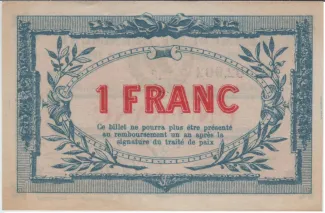 1 FRANC
Ce billet ne pourra plus être présenté
au remboursement un an après la
signature du traité de paix